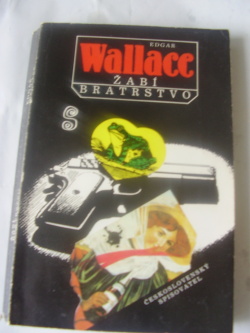 EDGAR
Wallace
ŽABÍ
BRATRSTVO
S
ČESKOSLOVENSKÝ
SPISOVATEL